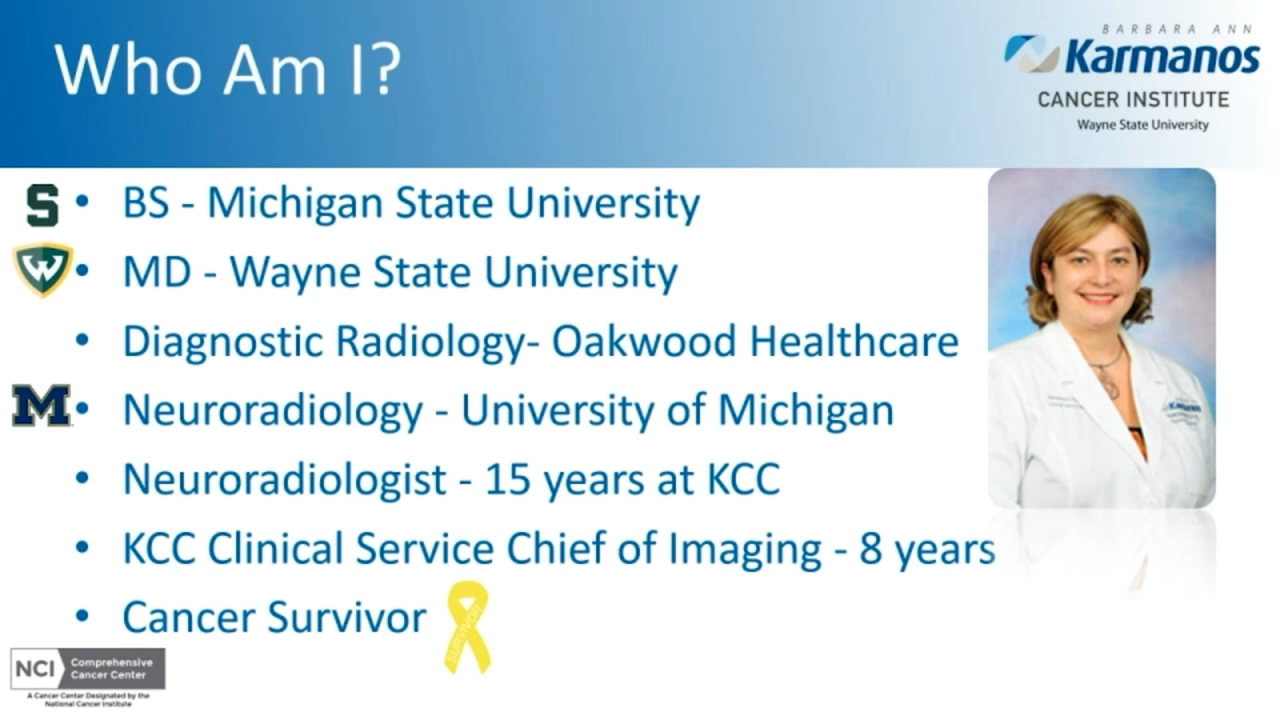 Who Am I?
BARBARA ANN
Karmanos
CANCER INSTITUTE
Wayne State University
S
• BS - Michigan State University
W
• MD - Wayne State University
• Diagnostic Radiology- Oakwood Healthcare
M
• Neuroradiology - University of Michigan
• Neuroradiologist - 15 years at KCC
• KCC Clinical Service Chief of Imaging - 8 years
• Cancer Survivor
SURVIVOR
Karmanos
NCI
Comprehensive
Cancer Center
A Cancer Center Designated by the
National Cancer Institute